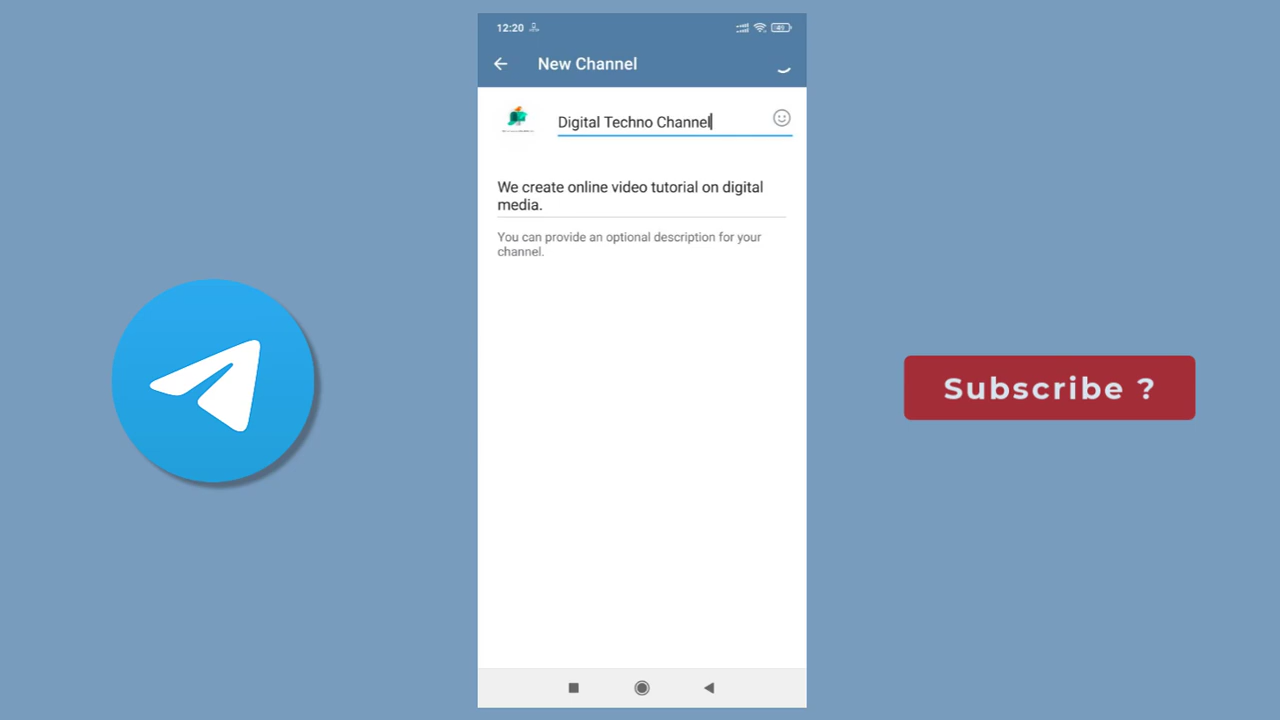 12:20
New Channel
Digital Techno Channel
We create online video tutorial on digital
media.
You can provide an optional description for your
channel.
Subscribe ?